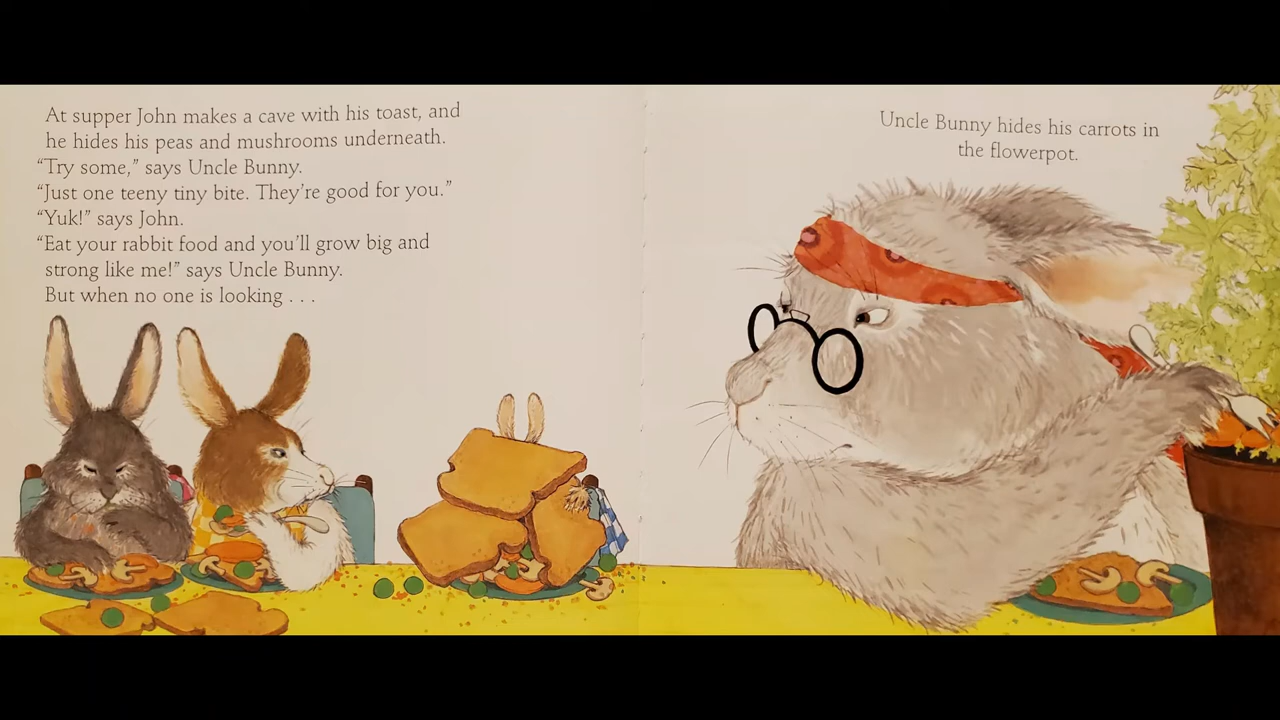 At supper John makes a cave with his toast, and
he hides his peas and mushrooms underneath.
“Try some,” says Uncle Bunny.
“Just one teeny tiny bite. They’re good for you.”
“Yuk!” says John.
“Eat your rabbit food and you’ll grow big and
strong like me!” says Uncle Bunny.
But when no one is looking . . .
Uncle Bunny hides his carrots in
the flowerpot.